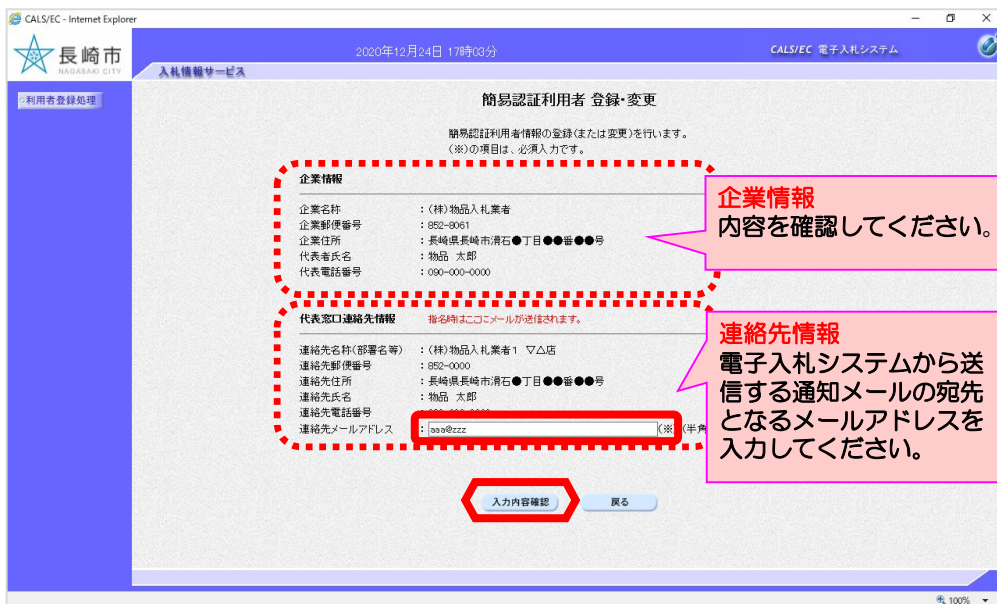 CALS/EC - Internet Explorer
長崎市
NAGASAKI CITY
2020年12月24日 17時03分
CALS/EC 電子入札システム
入札情報サービス
○利用者登録処理
簡易認証利用者 登録・変更
簡易認証利用者情報の登録(または変更)を行います。
(※)の項目は、必須入力です。
企業情報
企業名称 :(株)物品入札業者
企業郵便番号 :852-8061
企業住所 :長崎県長崎市滑石●丁目●●番●●号
代表者氏名 :物品 太郎
代表電話番号 :090-000-0000
企業情報
内容を確認してください。
代表窓口連絡先情報 指名時はここにメールが送信されます。
連絡先名称(部署名等) :(株)物品入札業者1 ▽△店
連絡先郵便番号 :852-0000
連絡先住所 :長崎県長崎市滑石●丁目●●番●●号
連絡先氏名 :物品 太郎
連絡先電話番号
連絡先メールアドレス :aaa@zzz (※) (半角
連絡先情報
電子入札システムから送
信する通知メールの宛先
となるメールアドレスを
入力してください。
入力内容確認 戻る
100%